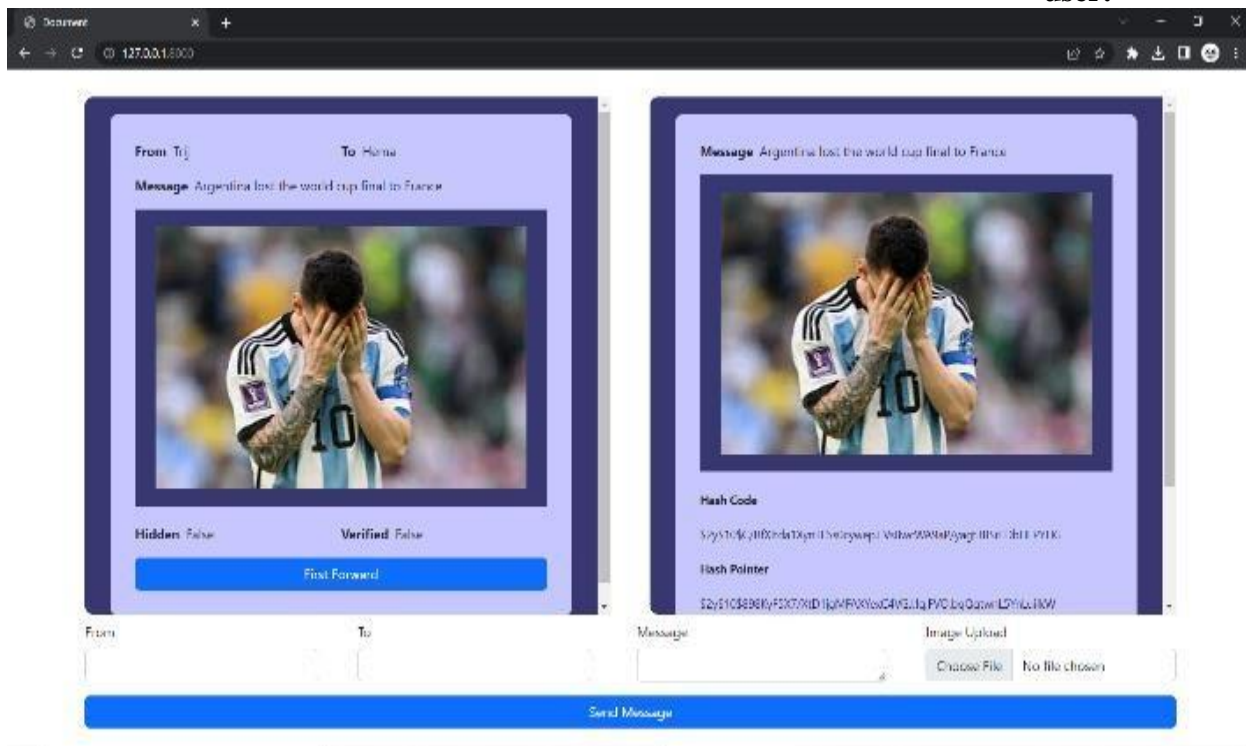 Document
127.0.0.1:8000
From Trij To Hema
Message Argentina lost the world cup final to France
10
Hidden False Verified False
First Forward
Message Argentina lost the world cup final to France
10
Hash Code
Hash Pointer
From To Message Image Upload
Choose File No file chosen
Send Message